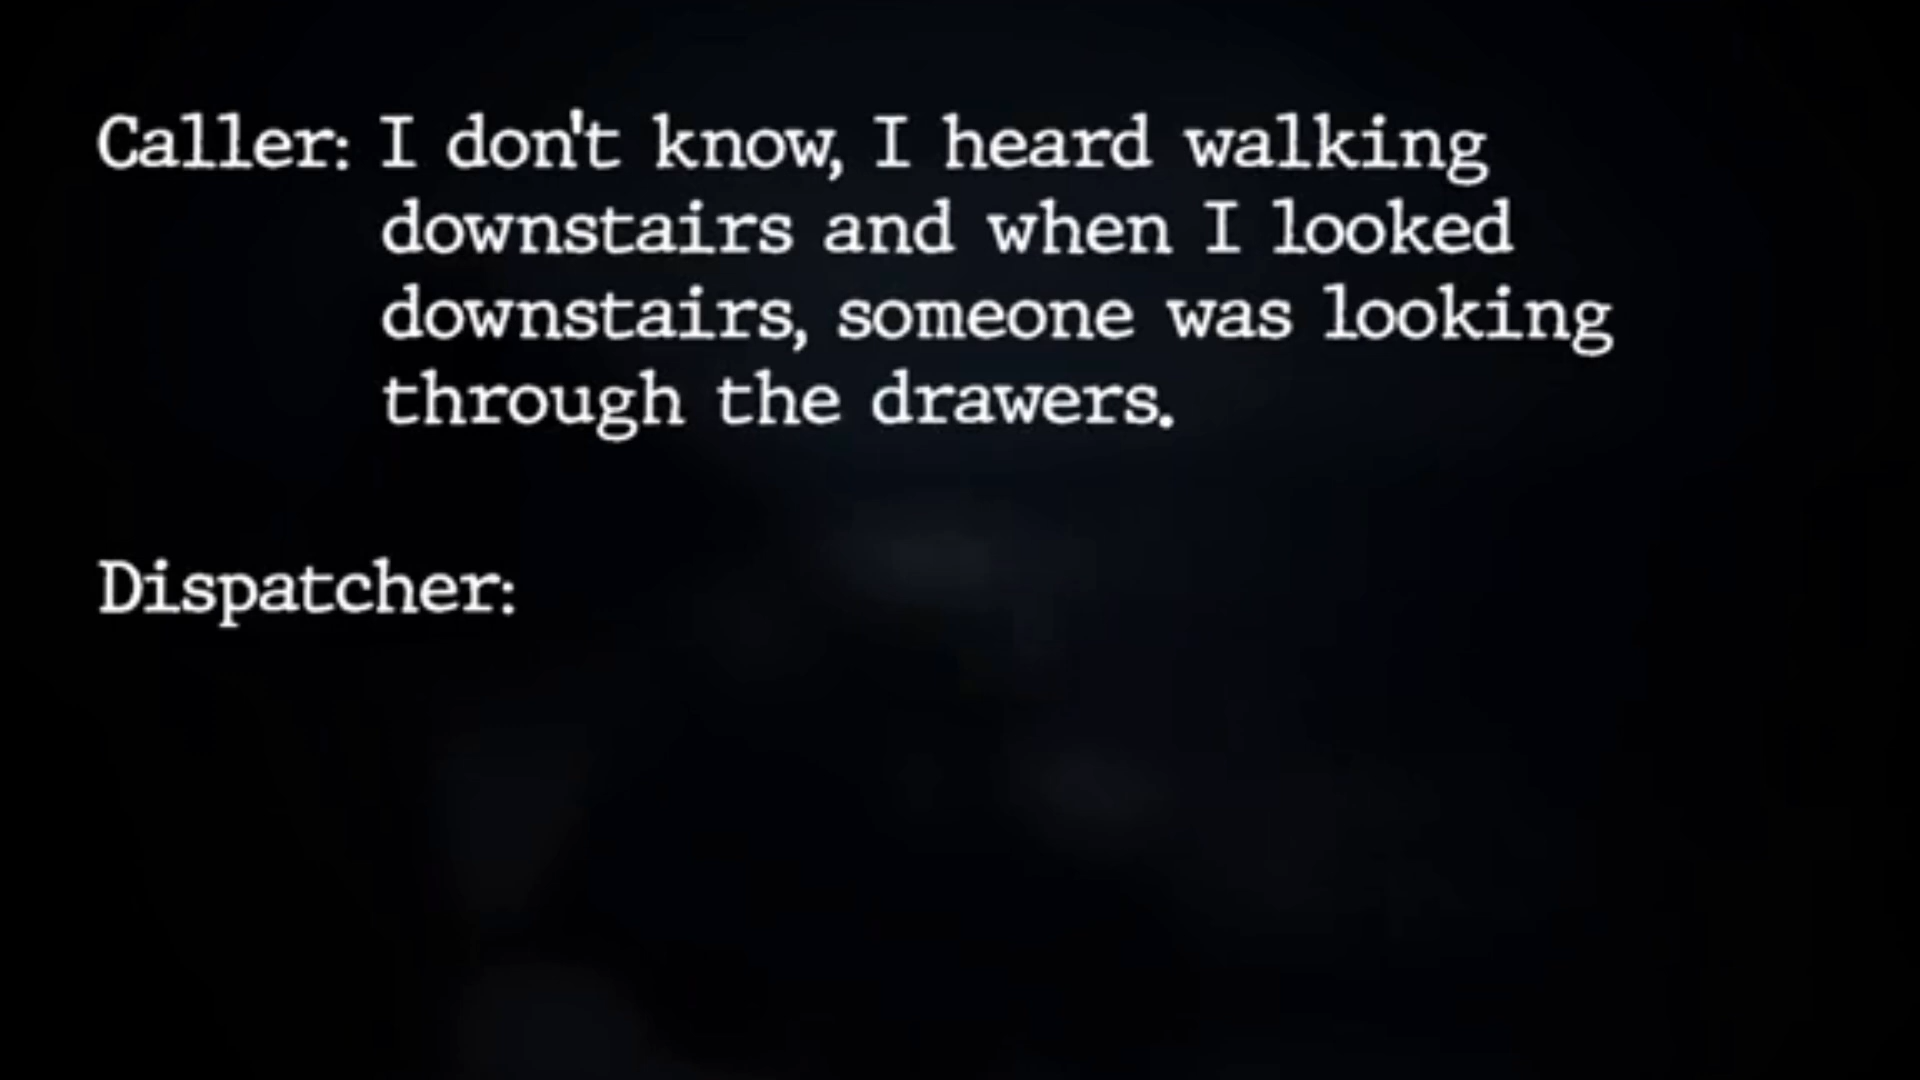 Caller: I don't know, I heard walking
downstairs and when I looked
downstairs, someone was looking
through the drawers.
Dispatcher: